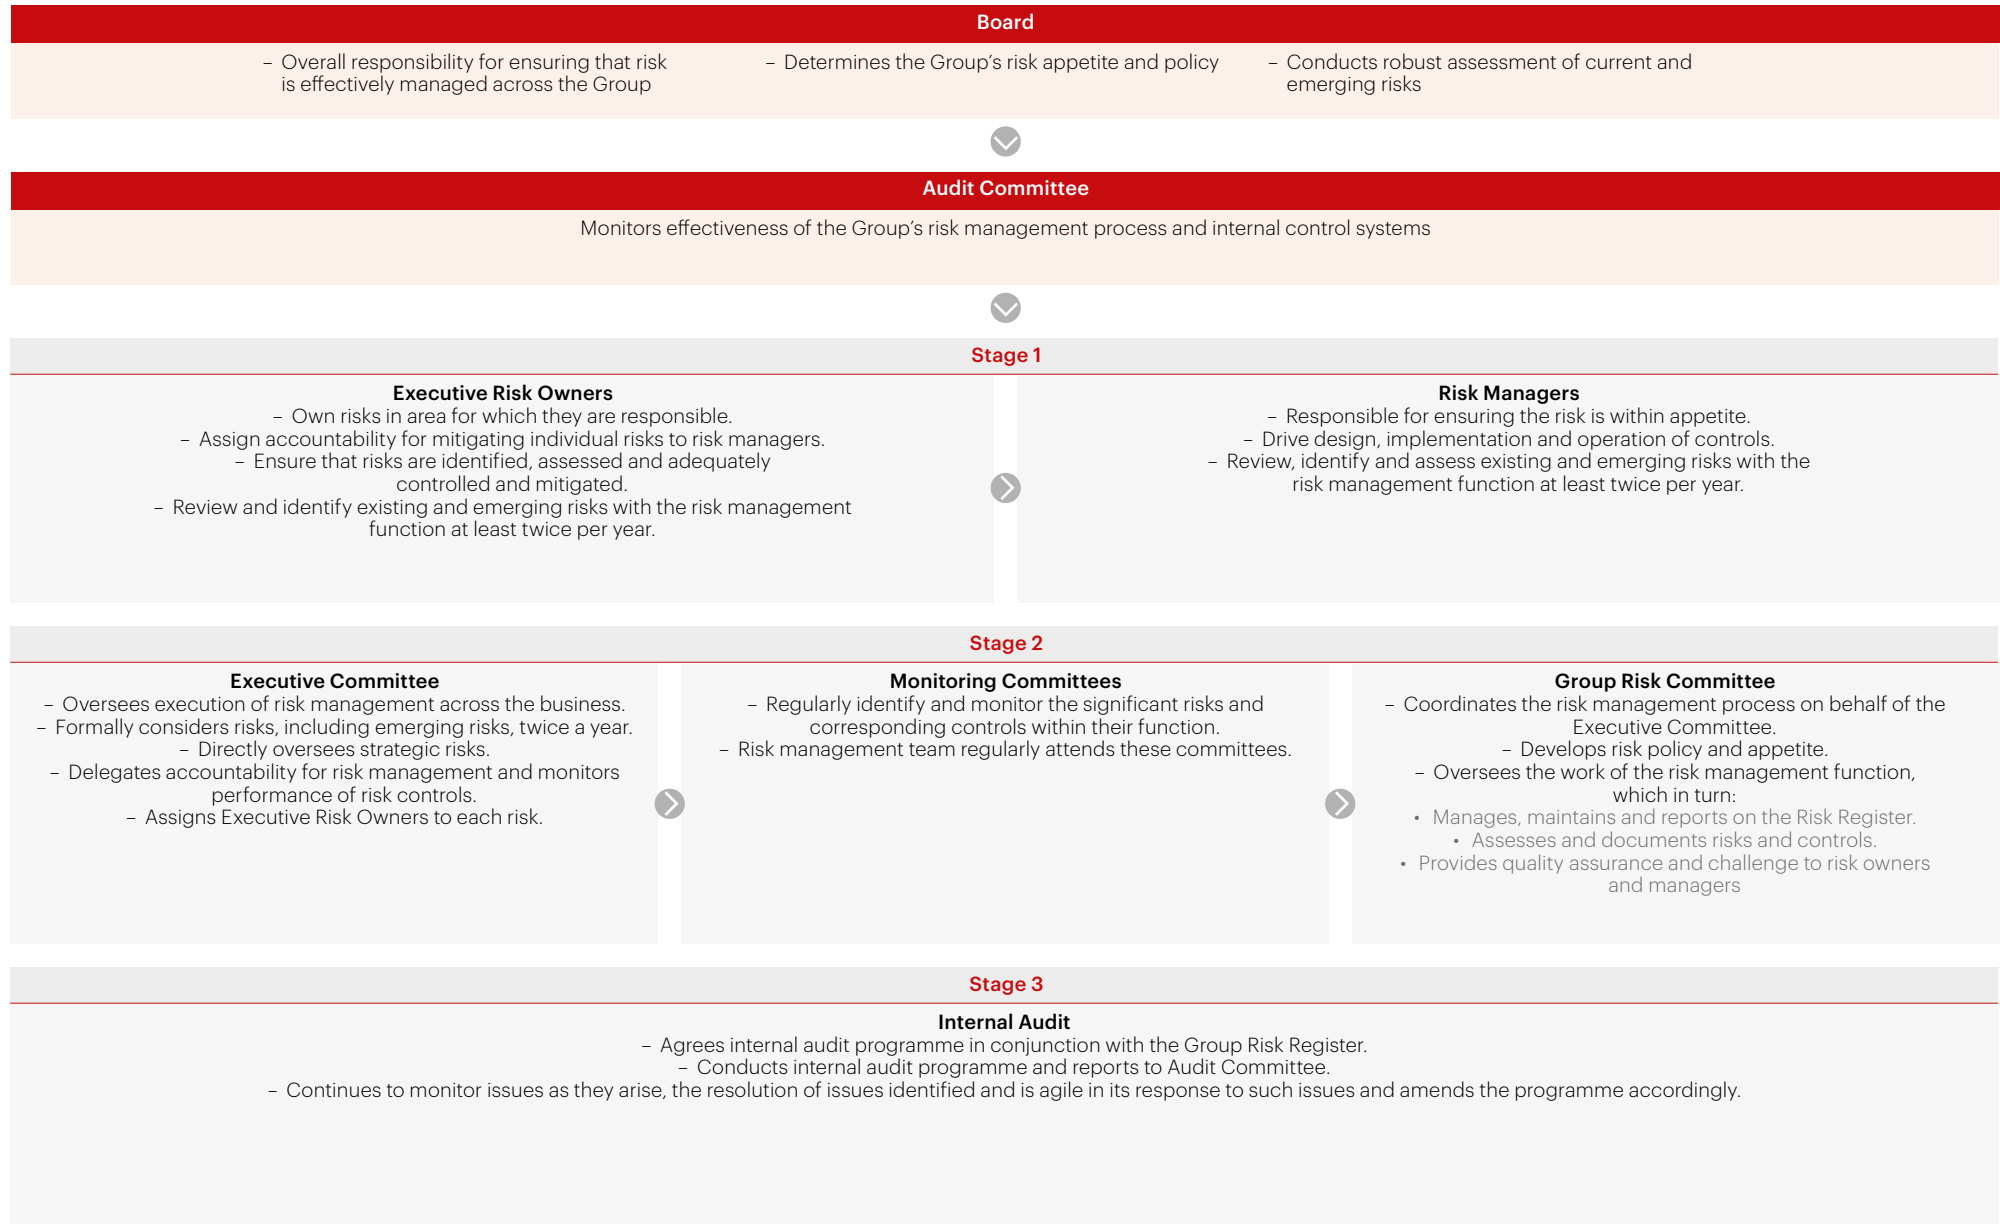 Board
– Overall responsibility for ensuring that risk
is effectively managed across the Group
– Determines the Group’s risk appetite and policy
– Conducts robust assessment of current and
emerging risks
Audit Committee
Monitors effectiveness of the Group’s risk management process and internal control systems
Stage 1
Executive Risk Owners
– Own risks in area for which they are responsible.
– Assign accountability for mitigating individual risks to risk managers.
– Ensure that risks are identified, assessed and adequately
controlled and mitigated.
– Review and identify existing and emerging risks with the risk management
function at least twice per year.
Risk Managers
– Responsible for ensuring the risk is within appetite.
– Drive design, implementation and operation of controls.
– Review, identify and assess existing and emerging risks with the
risk management function at least twice per year.
Stage 2
Executive Committee
– Oversees execution of risk management across the business.
– Formally considers risks, including emerging risks, twice a year.
– Directly oversees strategic risks.
– Delegates accountability for risk management and monitors
performance of risk controls.
– Assigns Executive Risk Owners to each risk.
Monitoring Committees
– Regularly identify and monitor the significant risks and
corresponding controls within their function.
– Risk management team regularly attends these committees.
Group Risk Committee
– Coordinates the risk management process on behalf of the
Executive Committee.
– Develops risk policy and appetite.
– Oversees the work of the risk management function,
which in turn:
• Manages, maintains and reports on the Risk Register.
• Assesses and documents risks and controls.
• Provides quality assurance and challenge to risk owners
and managers
Stage 3
Internal Audit
– Agrees internal audit programme in conjunction with the Group Risk Register.
– Conducts internal audit programme and reports to Audit Committee.
– Continues to monitor issues as they arise, the resolution of issues identified and is agile in its response to such issues and amends the programme accordingly.